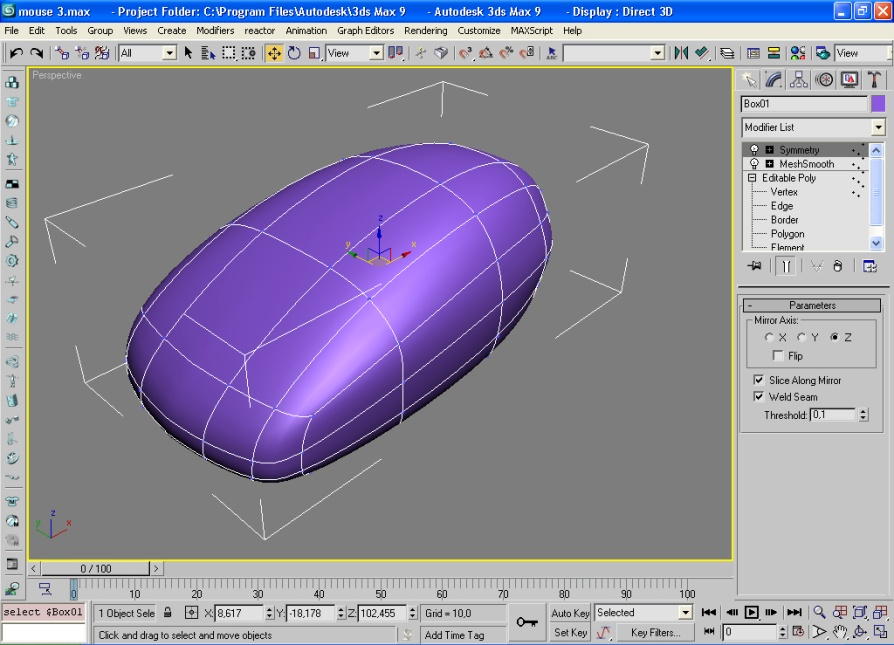 mouse 3.max - Project Folder: C:\Program Files\Autodesk\3ds Max 9 - Autodesk 3ds Max 9 - Display : Direct 3D
File Edit Tools Group Views Create Modifiers reactor Animation Graph Editors Rendering Customize MAXScript Help
All View View
Perspective
Box01
Modifier List
Symmetry
MeshSmooth
Editable Poly
Vertex
Edge
Border
Polygon
Element
z
y x
- Parameters
Mirror Axis:
X Y Z
Flip
Slice Along Mirror
Weld Seam
Threshold: 0,1
z
y x
< 0 / 100 >
0 10 20 30 40 50 60 70 80 90 100
select $Box01
1 Object Sele X: 8,617 Y: -18,178 Z: 102,455 Grid = 10,0
Auto Key Selected
Click and drag to select and move objects Add Time Tag
Set Key Key Filters... 0